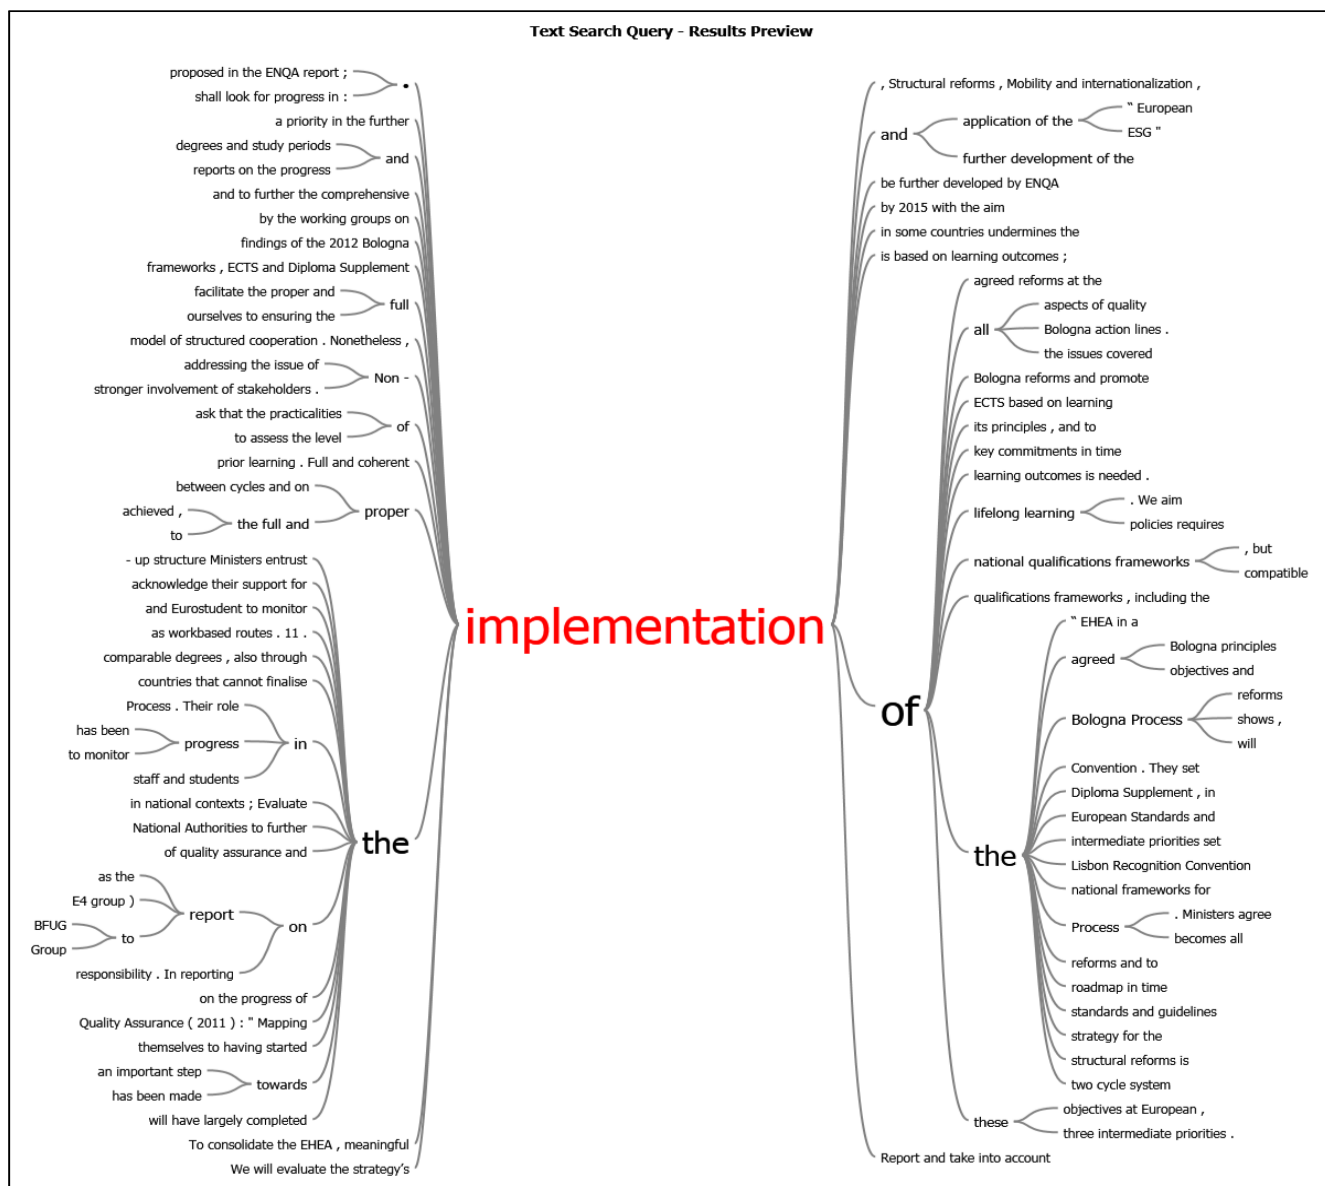 Text Search Query - Results Preview
proposed in the ENQA report ;
shall look for progress in :
.
a priority in the further
degrees and study periods
reports on the progress
and
and to further the comprehensive
by the working groups on
findings of the 2012 Bologna
frameworks , ECTS and Diploma Supplement
facilitate the proper and
ourselves to ensuring the
full
model of structured cooperation . Nonetheless ,
addressing the issue of
stronger involvement of stakeholders .
Non -
ask that the practicalities
to assess the level
of
prior learning . Full and coherent
between cycles and on
achieved ,
to
the full and
proper
- up structure Ministers entrust
acknowledge their support for
and Eurostudent to monitor
as workbased routes . 11 .
comparable degrees , also through
countries that cannot finalise
Process . Their role
has been
to monitor
progress
staff and students
in
in national contexts ; Evaluate
National Authorities to further
of quality assurance and
the
as the
E4 group )
BFUG
Group
to
report
responsibility . In reporting
on
on the progress of
Quality Assurance ( 2011 ) : " Mapping
themselves to having started
an important step
has been made
towards
will have largely completed
To consolidate the EHEA , meaningful
We will evaluate the strategy's
implementation
, Structural reforms , Mobility and internationalization ,
and
application of the
" European
ESG "
further development of the
be further developed by ENQA
by 2015 with the aim
in some countries undermines the
is based on learning outcomes ;
of
agreed reforms at the
all
aspects of quality
Bologna action lines .
the issues covered
Bologna reforms and promote
ECTS based on learning
its principles , and to
key commitments in time
learning outcomes is needed .
lifelong learning
. We aim
policies requires
national qualifications frameworks
, but
compatible
qualifications frameworks , including the
the
" EHEA in a
agreed
Bologna principles
objectives and
Bologna Process
reforms
shows ,
will
Convention . They set
Diploma Supplement , in
European Standards and
intermediate priorities set
Lisbon Recognition Convention
national frameworks for
Process
. Ministers agree
becomes all
reforms and to
roadmap in time
standards and guidelines
strategy for the
structural reforms is
two cycle system
these
objectives at European ,
three intermediate priorities .
Report and take into account